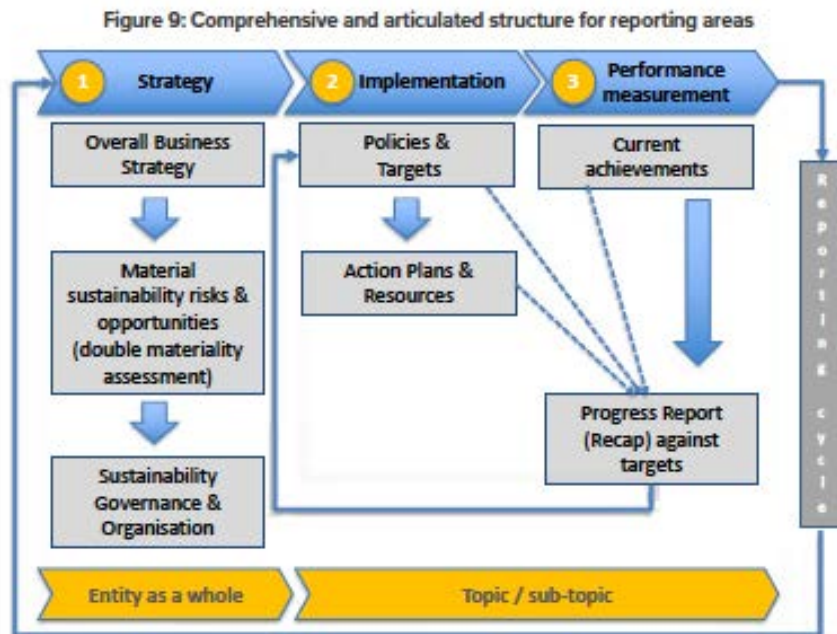 Figure 9: Comprehensive and articulated structure for reporting areas
1
Strategy
2
Implementation
3
Performance
measurement
Overall Business
Strategy
Material
sustainability risks &
opportunities
(double materiality
assessment)
Sustainability
Governance &
Organisation
Policies &
Targets
Action Plans &
Resources
Current
achievements
Progress Report
(Recap) against
targets
Reporting cycle
Entity as a whole
Topic / sub-topic